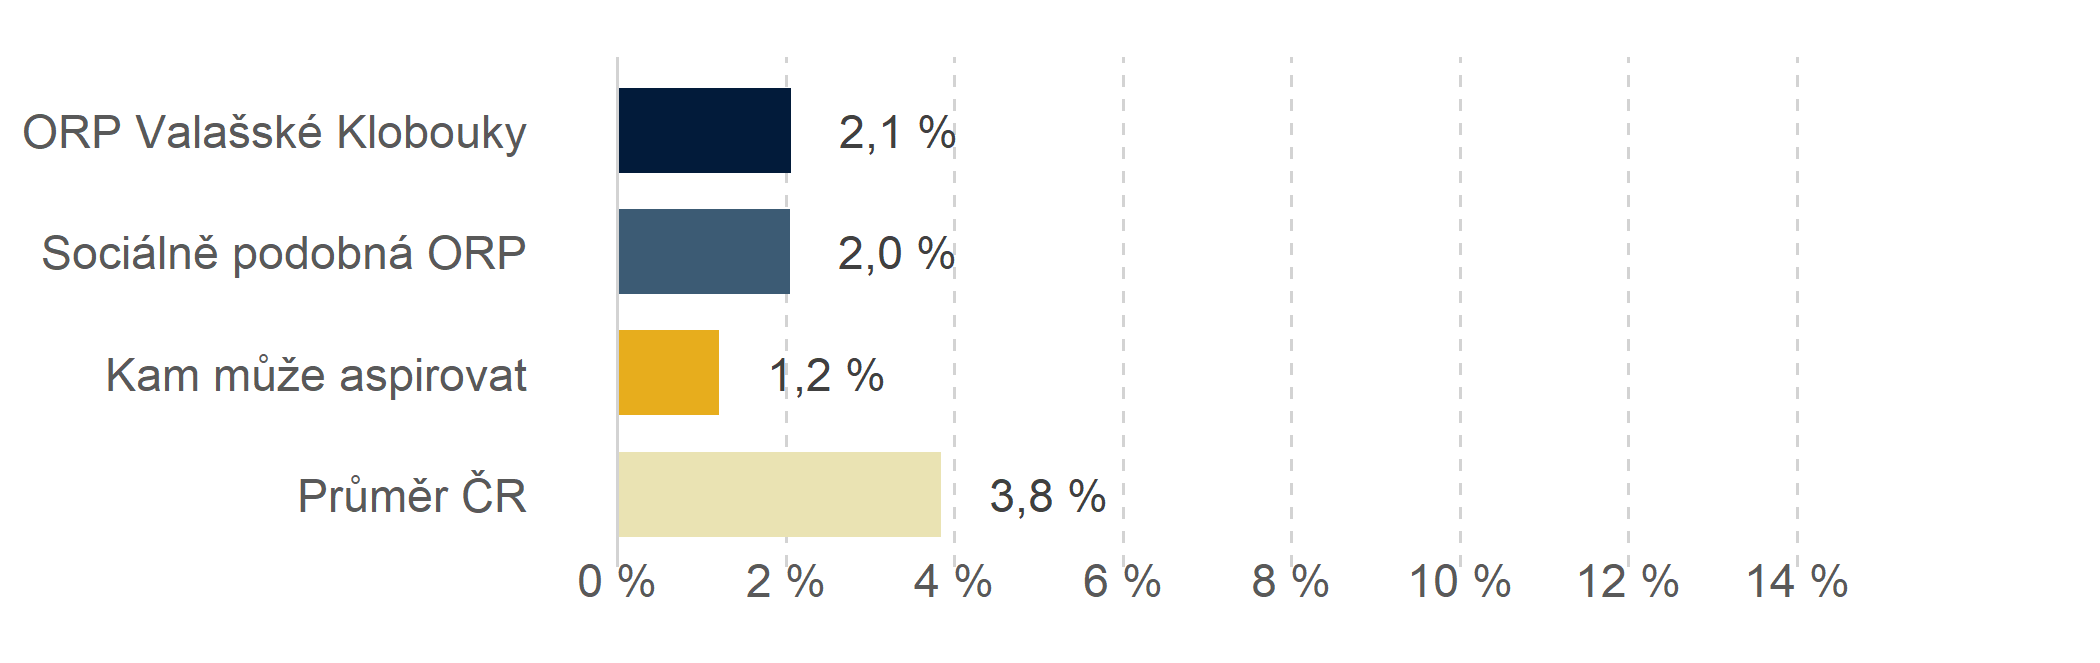 ORP Valašské Klobouky
2,1 %
Sociálně podobná ORP
2,0 %
Kam může aspirovat
1,2 %
Průměr ČR
3,8 %
0 % 2 % 4 % 6 % 8 % 10 % 12 % 14 %